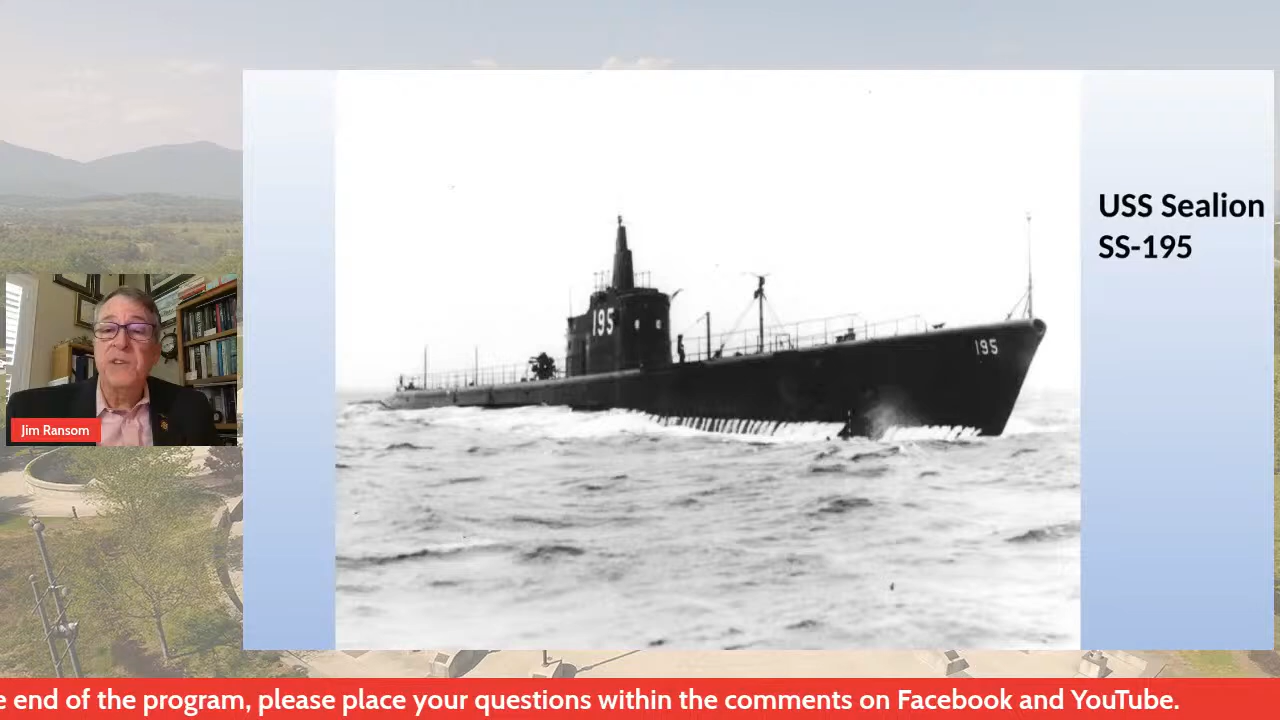 USS Sealion
SS-195
195
195
Jim Ransom
e end of the program, please place your questions within the comments on Facebook and YouTube.